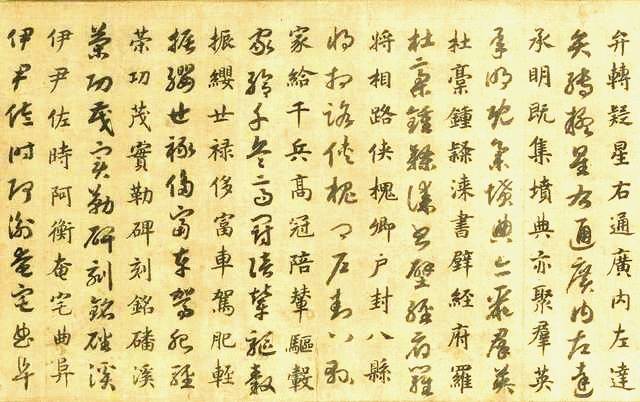 弁轉疑星右通廣内左達
弁轉疑星右通廣内左達
承明既集墳典亦聚羣英
承明既集墳典亦聚羣英
杜稾鍾隸漆書壁經府羅
杜稾鍾隸漆書壁經府羅
將相路俠槐卿户封八縣
將相路俠槐卿户封八縣
家給千兵高冠陪輦驅轂
家給千兵高冠陪輦驅轂
振纓世禄侈富車駕肥輕
振纓世禄侈富車駕肥輕
策功茂實勒碑刻銘磻溪
策功茂實勒碑刻銘磻溪
伊尹佐時阿衡奄宅曲阜
伊尹佐時阿衡奄宅曲阜